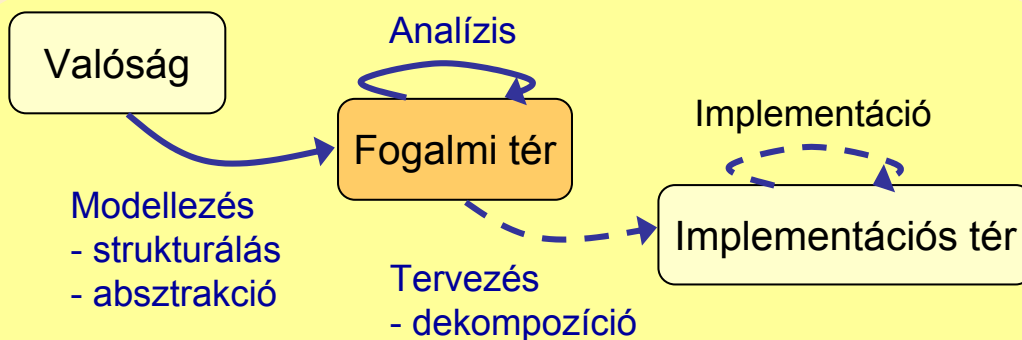 Valóság
Analízis
Fogalmi tér
Implementáció
Implementációs tér
Modellezés
- strukturálás
- absztrakció
Tervezés
- dekompozíció